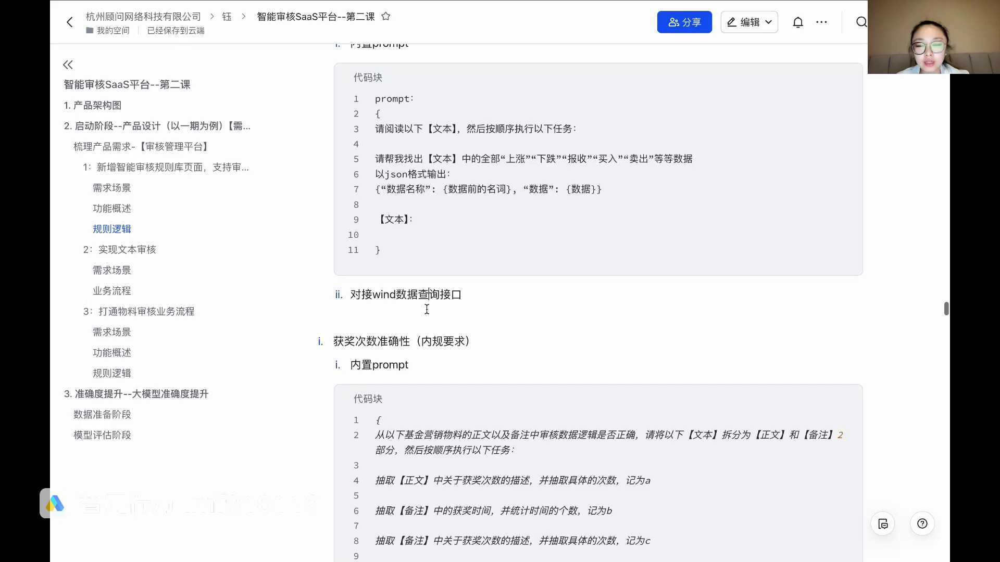 杭州顾问网络科技有限公司 > 钰 > 智能审核SaaS平台--第二课
我的空间 已经保存到云端
分享
编辑
智能审核SaaS平台--第二课
1. 产品架构图
2. 启动阶段--产品设计（以一期为例）【需...
梳理产品需求-【审核管理平台】
1：新增智能审核规则库页面，支持审...
需求场景
功能概述
规则逻辑
2：实现文本审核
需求场景
业务流程
3：打通物料审核业务流程
需求场景
功能概述
规则逻辑
3. 准确度提升--大模型准确度提升
数据准备阶段
模型评估阶段
i. 内置prompt
代码块
1 prompt：
2 {
3 请阅读以下【文本】，然后按顺序执行以下任务：
4
5 请帮我找出【文本】中的全部“上涨”“下跌”“报收”“买入”“卖出”等等数据
6 以json格式输出：
7 {“数据名称”: {数据前的名词}, “数据”: {数据}}
8
9 【文本】：
10
11 }
ii. 对接wind数据查询接口
i. 获奖次数准确性（内规要求）
i. 内置prompt
代码块
1 {
2 从以下基金营销物料的正文以及备注中审核数据逻辑是否正确，请将以下【文本】拆分为【正文】和【备注】2
部分，然后按顺序执行以下任务：
3
4 抽取【正文】中关于获奖次数的描述，并抽取具体的次数，记为a
5
6 抽取【备注】中的获奖时间，并统计时间的个数，记为b
7
8 抽取【备注】中关于获奖次数的描述，并抽取具体的次数，记为c
9